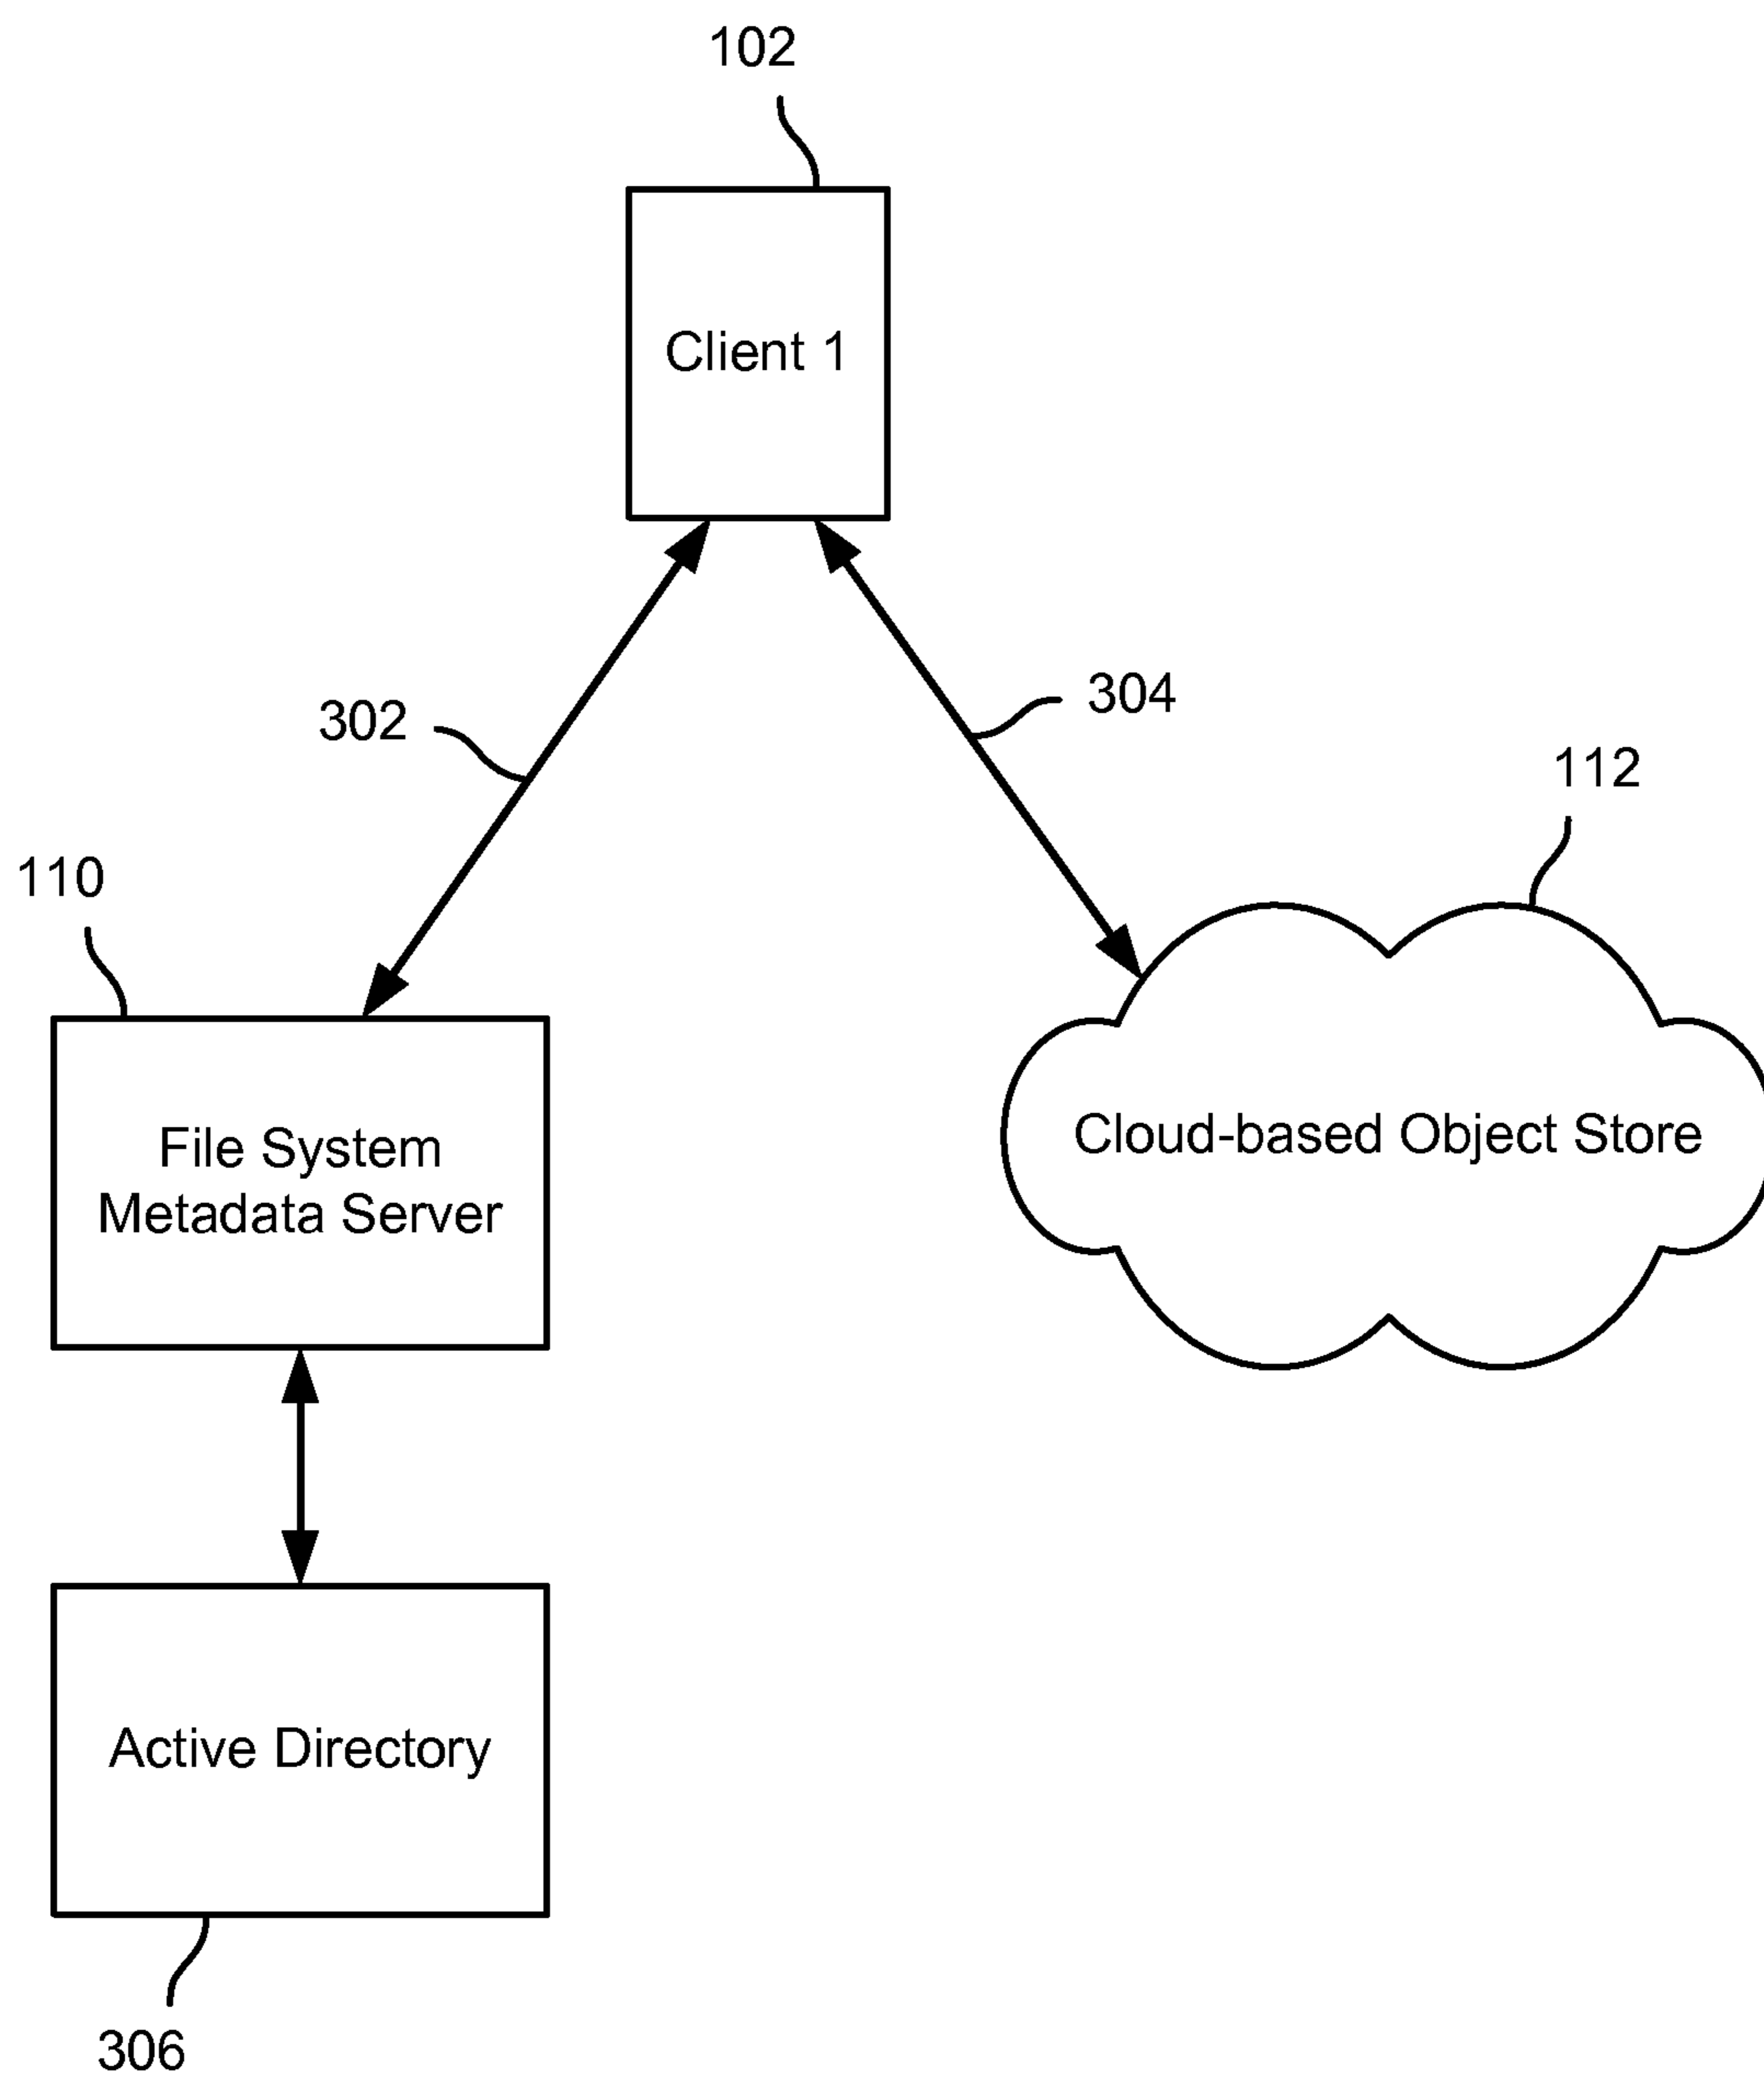 102
Client 1
302
304
112
110
File System
Metadata Server
Cloud-based Object Store
Active Directory
306